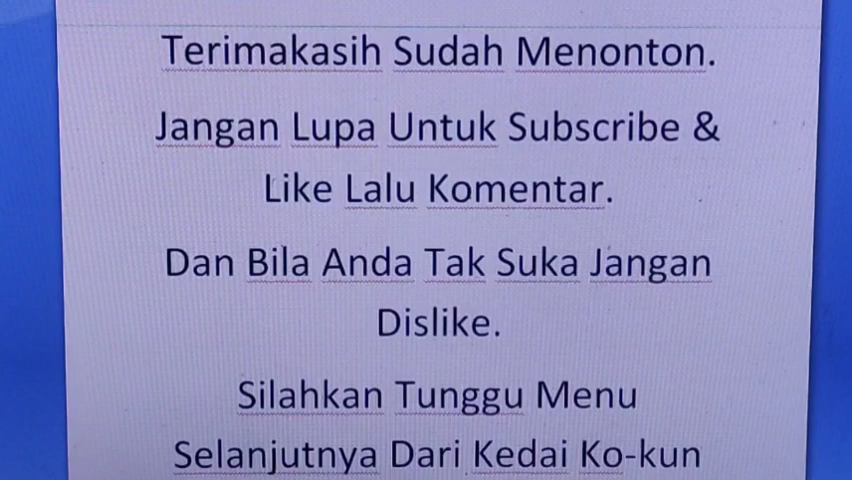 Terimakasih Sudah Menonton.
Jangan Lupa Untuk Subscribe &
Like Lalu Komentar.
Dan Bila Anda Tak Suka Jangan
Dislike.
Silahkan Tunggu Menu
Selanjutnya Dari Kedai Ko-kun